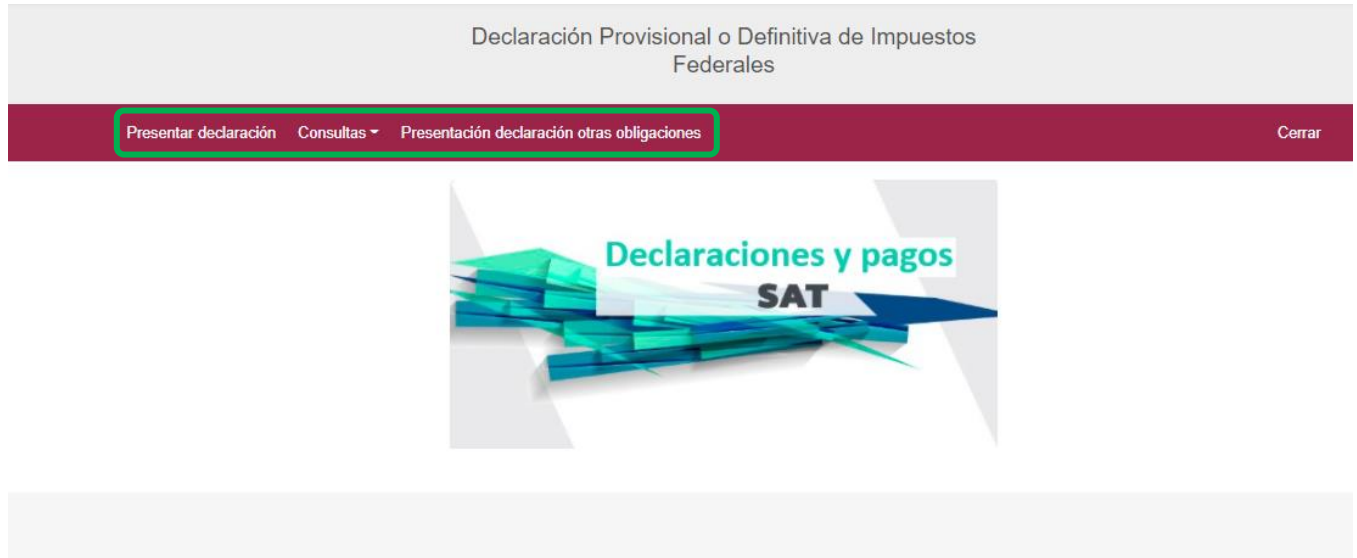 Declaración Provisional o Definitiva de Impuestos
Federales
Presentar declaración Consultas Presentación declaración otras obligaciones Cerrar
Declaraciones y pagos
SAT